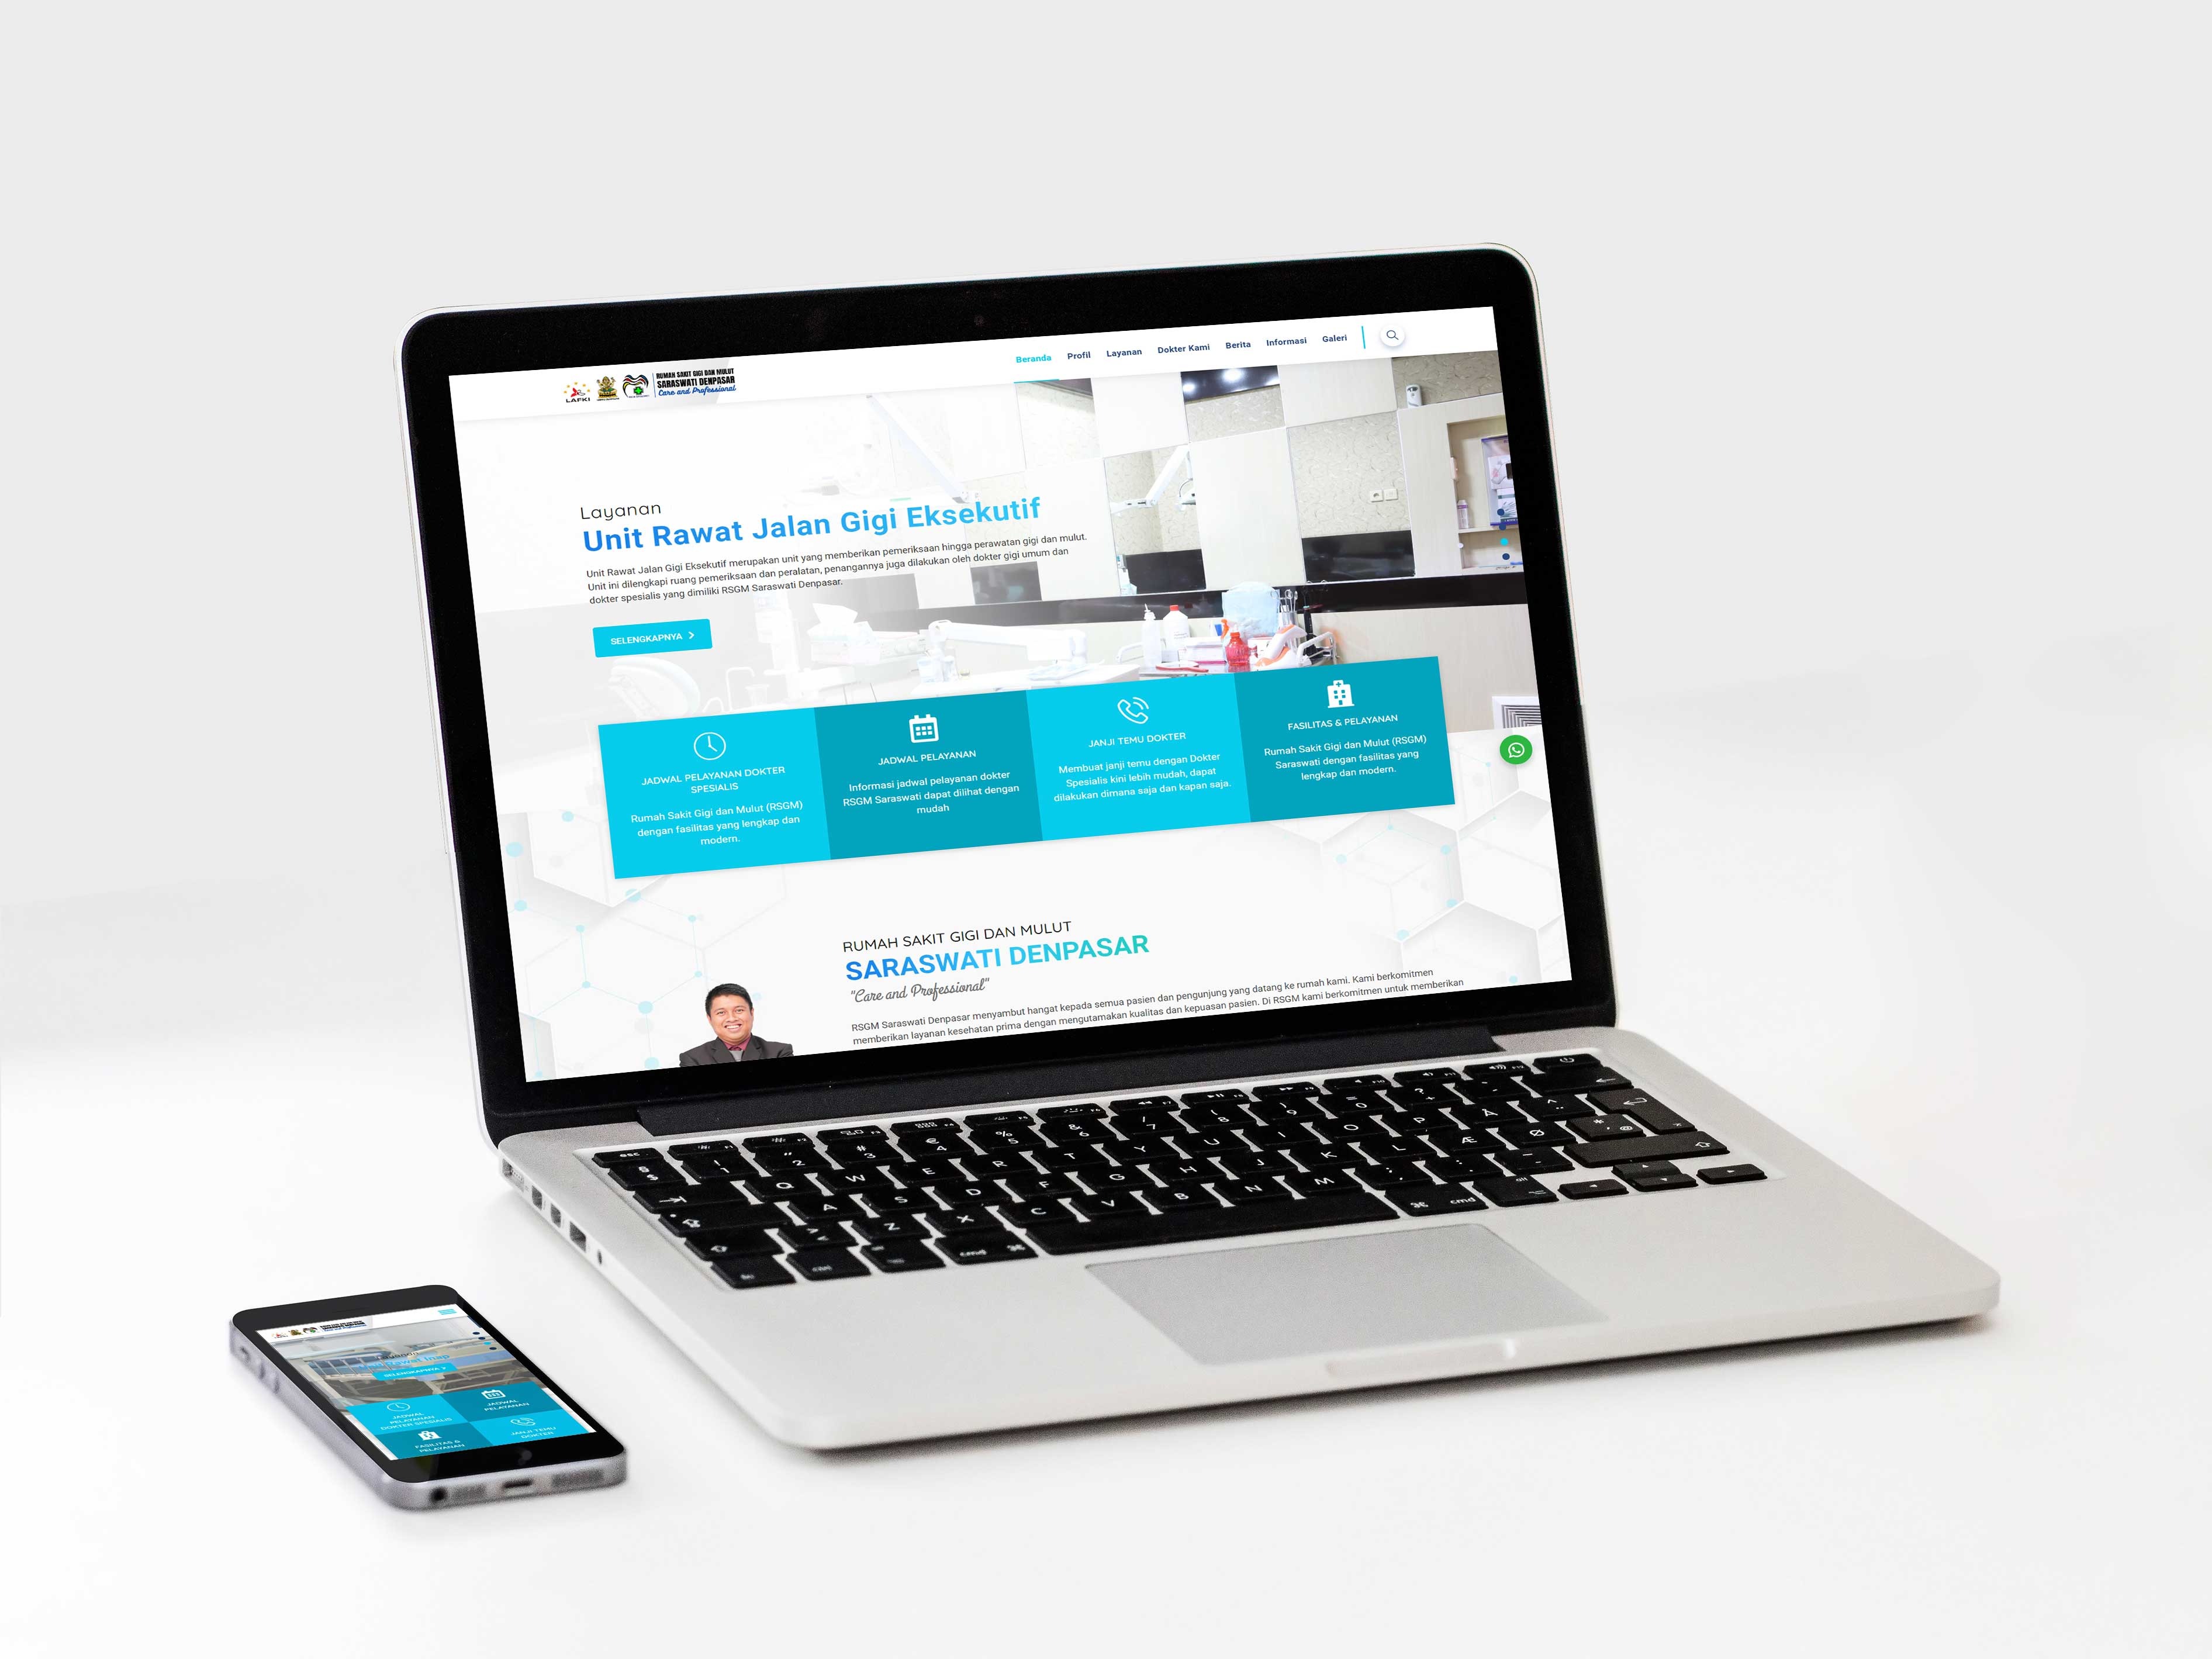 LAFKI
RUMAH SAKIT GIGI DAN MULUT
SARASWATI DENPASAR
Care and Professional
Beranda Profil Layanan Dokter Kami Berita Informasi Galeri
Layanan
Unit Rawat Jalan Gigi Eksekutif
Unit Rawat Jalan Gigi Eksekutif merupakan unit yang memberikan pemeriksaan hingga perawatan gigi dan mulut.
Unit ini dilengkapi ruang pemeriksaan dan peralatan, penangannya juga dilakukan oleh dokter gigi umum dan
dokter spesialis yang dimiliki RSGM Saraswati Denpasar.
SELENGKAPNYA
JADWAL PELAYANAN DOKTER
SPESIALIS
Rumah Sakit Gigi dan Mulut (RSGM)
dengan fasilitas yang lengkap dan
modern.
JADWAL PELAYANAN
Informasi jadwal pelayanan dokter
RSGM Saraswati dapat dilihat dengan
mudah
JANJI TEMU DOKTER
Membuat janji temu dengan Dokter
Spesialis kini lebih mudah, dapat
dilakukan dimana saja dan kapan saja.
FASILITAS & PELAYANAN
Rumah Sakit Gigi dan Mulut (RSGM)
Saraswati dengan fasilitas yang
lengkap dan modern.
RUMAH SAKIT GIGI DAN MULUT
SARASWATI DENPASAR
"Care and Professional"
RSGM Saraswati Denpasar menyambut hangat kepada semua pasien dan pengunjung yang datang ke rumah kami. Kami berkomitmen
memberikan layanan kesehatan prima dengan mengutamakan kualitas dan kepuasan pasien. Di RSGM kami berkomitmen untuk memberikan
esc
Q W E R T Y U I O P Å
A S D F G H J K L Æ Ø
Z X C V B N M
cmd cmd
SELENGKAPNYA
JADWAL
PELAYANAN
DOKTER SPESIALIS
JADWAL
PELAYANAN
FASILITAS &
PELAYANAN
JANJI TEMU
DOKTER